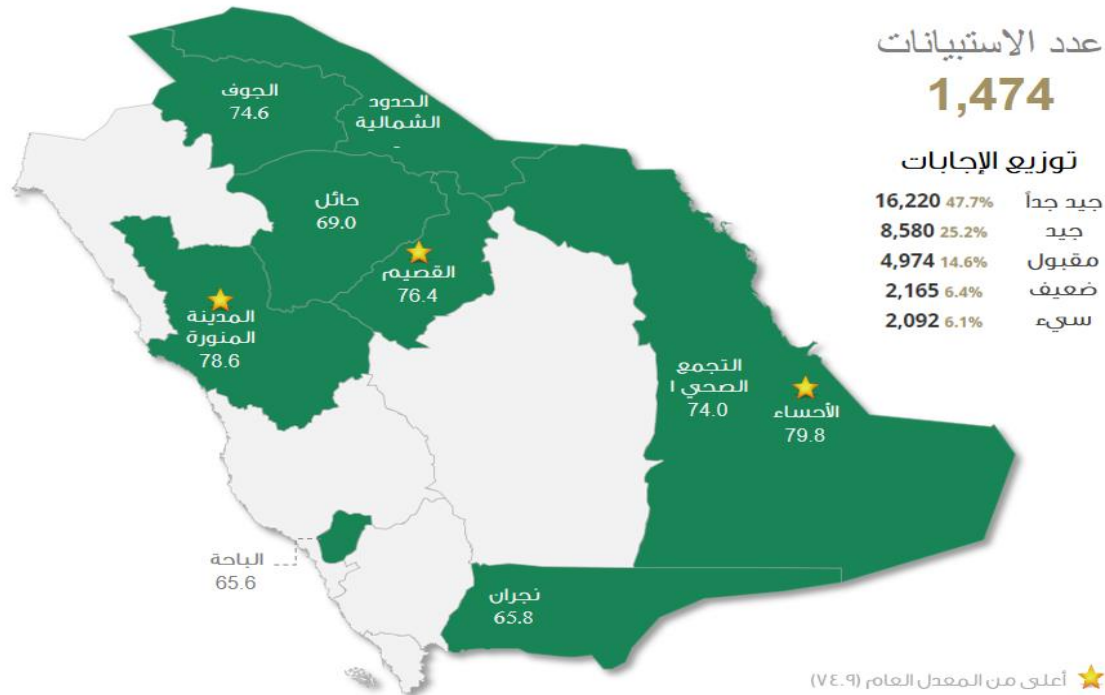 عدد الاستبيانات
1,474
توزيع الإجابات
جيد جداً 16,220 47.7%
جيد 8,580 25.2%
مقبول 4,974 14.6%
ضعيف 2,165 6.4%
سيء 2,092 6.1%
الجوف
74.6
الحدود
الشمالية
-
حائل
69.0
القصيم
76.4
المدينة
المنورة
78.6
التجمع
الصحي ١
74.0
الأحساء
79.8
الباحة
65.6
نجران
65.8
أعلى من المعدل العام (٧٤.٩)